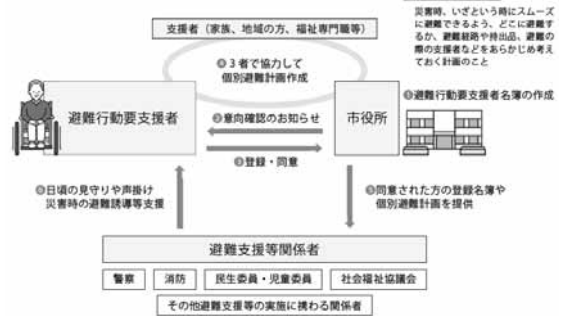 災害時、いざという時にスムーズ
に避難できるよう、どこに避難す
るか、避難経路や持出品、避難の
際の支援者などをあらかじめ考え
ておく計画のこと
支援者（家族、地域の方、福祉専門職等）
❹3者で協力して
個別避難計画作成
避難行動要支援者
❷意向確認のお知らせ
❸登録・同意
市役所
❶避難行動要支援者名簿の作成
❻日頃の見守りや声掛け
災害時の避難誘導等支援
❺同意された方の登録名簿や
個別避難計画を提供
避難支援等関係者
警察
消防
民生委員・児童委員
社会福祉協議会
その他避難支援等の実施に携わる関係者